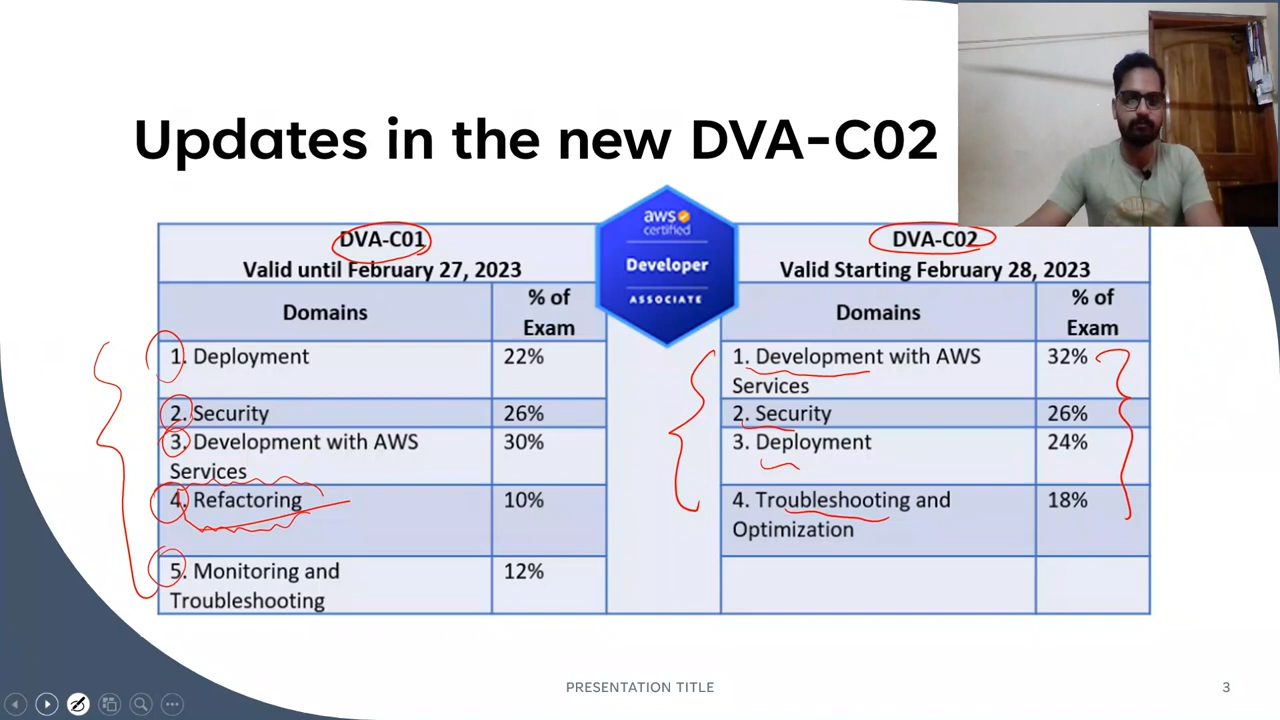 Updates in the new DVA-C02
DVA-C01
Valid until February 27, 2023
Domains
% of
Exam
1. Deployment
22%
2. Security
26%
3. Development with AWS
Services
30%
4. Refactoring
10%
5. Monitoring and
Troubleshooting
12%
aws
certified
Developer
ASSOCIATE
DVA-C02
Valid Starting February 28, 2023
Domains
% of
Exam
1. Development with AWS
Services
32%
2. Security
26%
3. Deployment
24%
4. Troubleshooting and
Optimization
18%
PRESENTATION TITLE
3